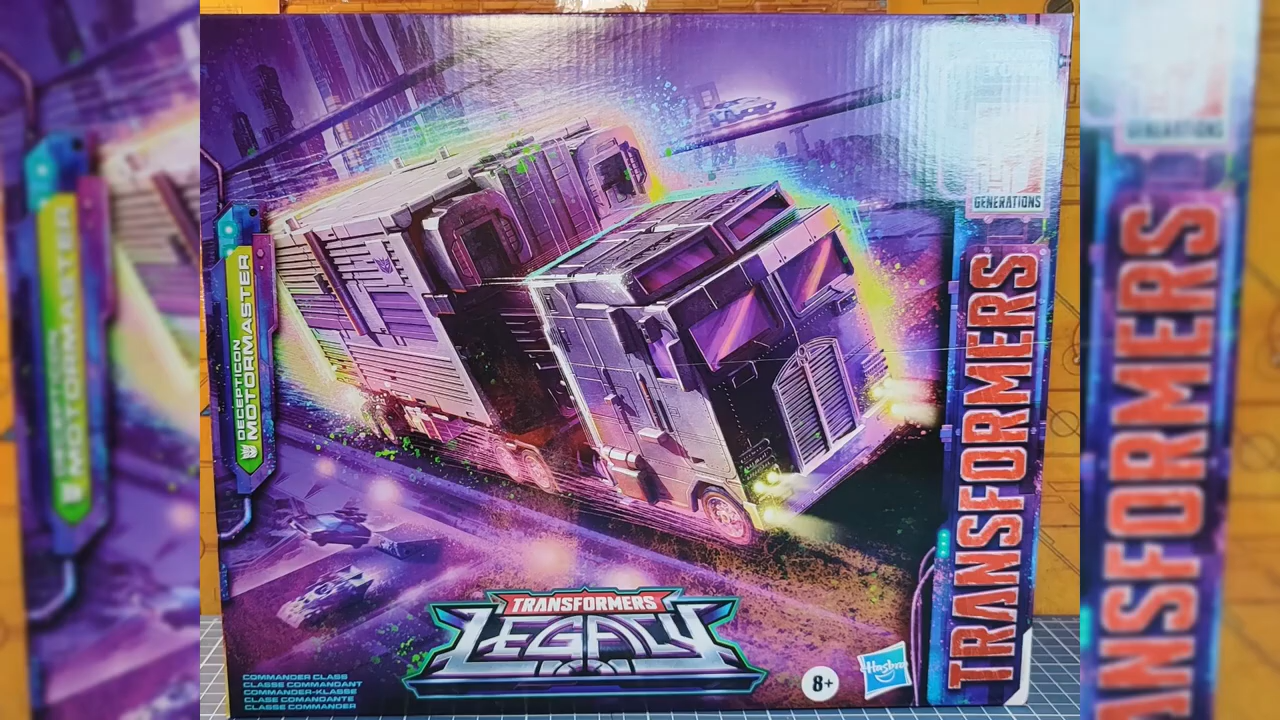 GENERATIONS
TRANSFORMERS
DECEPTICON
MOTORMASTER
TRANSFORMERS
LEGACY
COMMANDER CLASS
CLASSE COMMANDANT
COMMANDER-KLASSE
CLASE COMANDANTE
CLASSE COMMANDER
8+
Hasbro